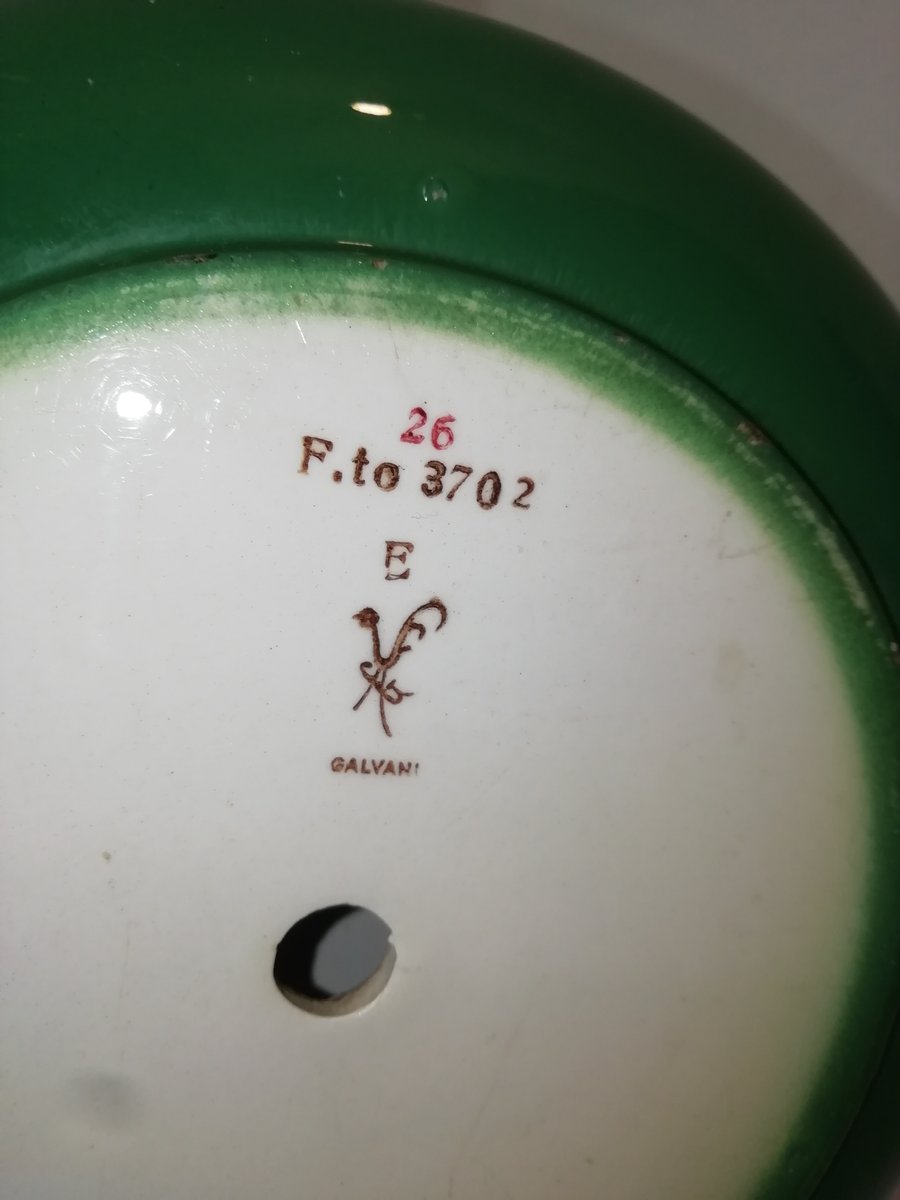 26
F.to 3702
E
GALVANI